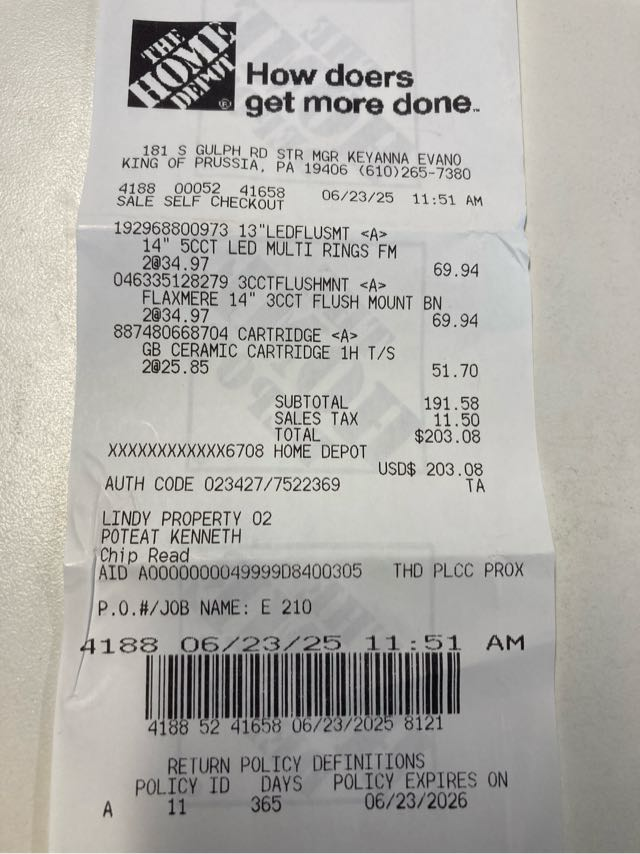 THE
HOME
DEPOT
®
How doers
get more done™
181 S GULPH RD STR MGR KEYANNA EVANO
KING OF PRUSSIA, PA 19406 (610)265-7380
4188 00052 41658 06/23/25 11:51 AM
SALE SELF CHECKOUT
192968800973 13"LEDFLUSMT <A>
14" 5CCT LED MULTI RINGS FM
2@34.97 69.94
046335128279 3CCTFLUSHMNT <A>
FLAXMERE 14" 3CCT FLUSH MOUNT BN
2@34.97 69.94
887480668704 CARTRIDGE <A>
GB CERAMIC CARTRIDGE 1H T/S
2@25.85 51.70
SUBTOTAL 191.58
SALES TAX 11.50
TOTAL $203.08
XXXXXXXXXXXX6708 HOME DEPOT
USD$ 203.08
AUTH CODE 023427/7522369 TA
LINDY PROPERTY 02
POTEAT KENNETH
Chip Read
AID A0000000049999D8400305 THD PLCC PROX
P.O.#/JOB NAME: E 210
4188 06/23/25 11:51 AM
4188 52 41658 06/23/2025 8121
RETURN POLICY DEFINITIONS
POLICY ID DAYS POLICY EXPIRES ON
A 11 365 06/23/2026